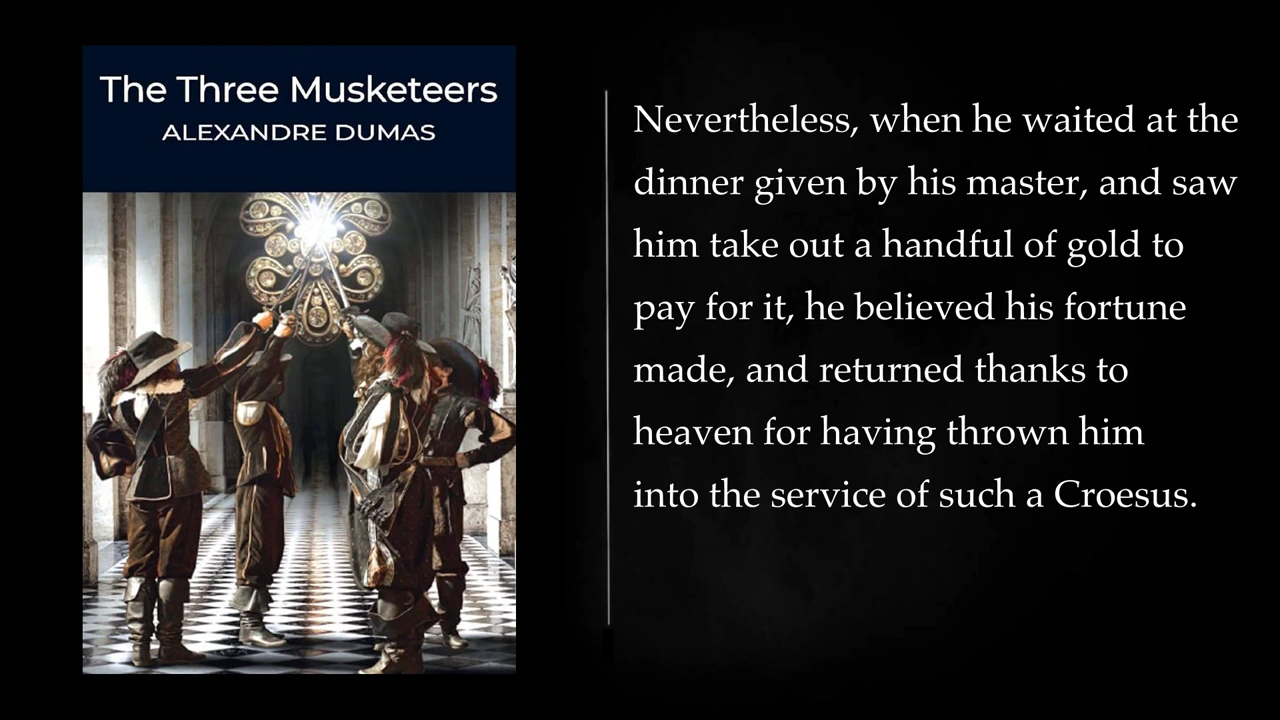 The Three Musketeers
ALEXANDRE DUMAS
Nevertheless, when he waited at the
dinner given by his master, and saw
him take out a handful of gold to
pay for it, he believed his fortune
made, and returned thanks to
heaven for having thrown him
into the service of such a Croesus.